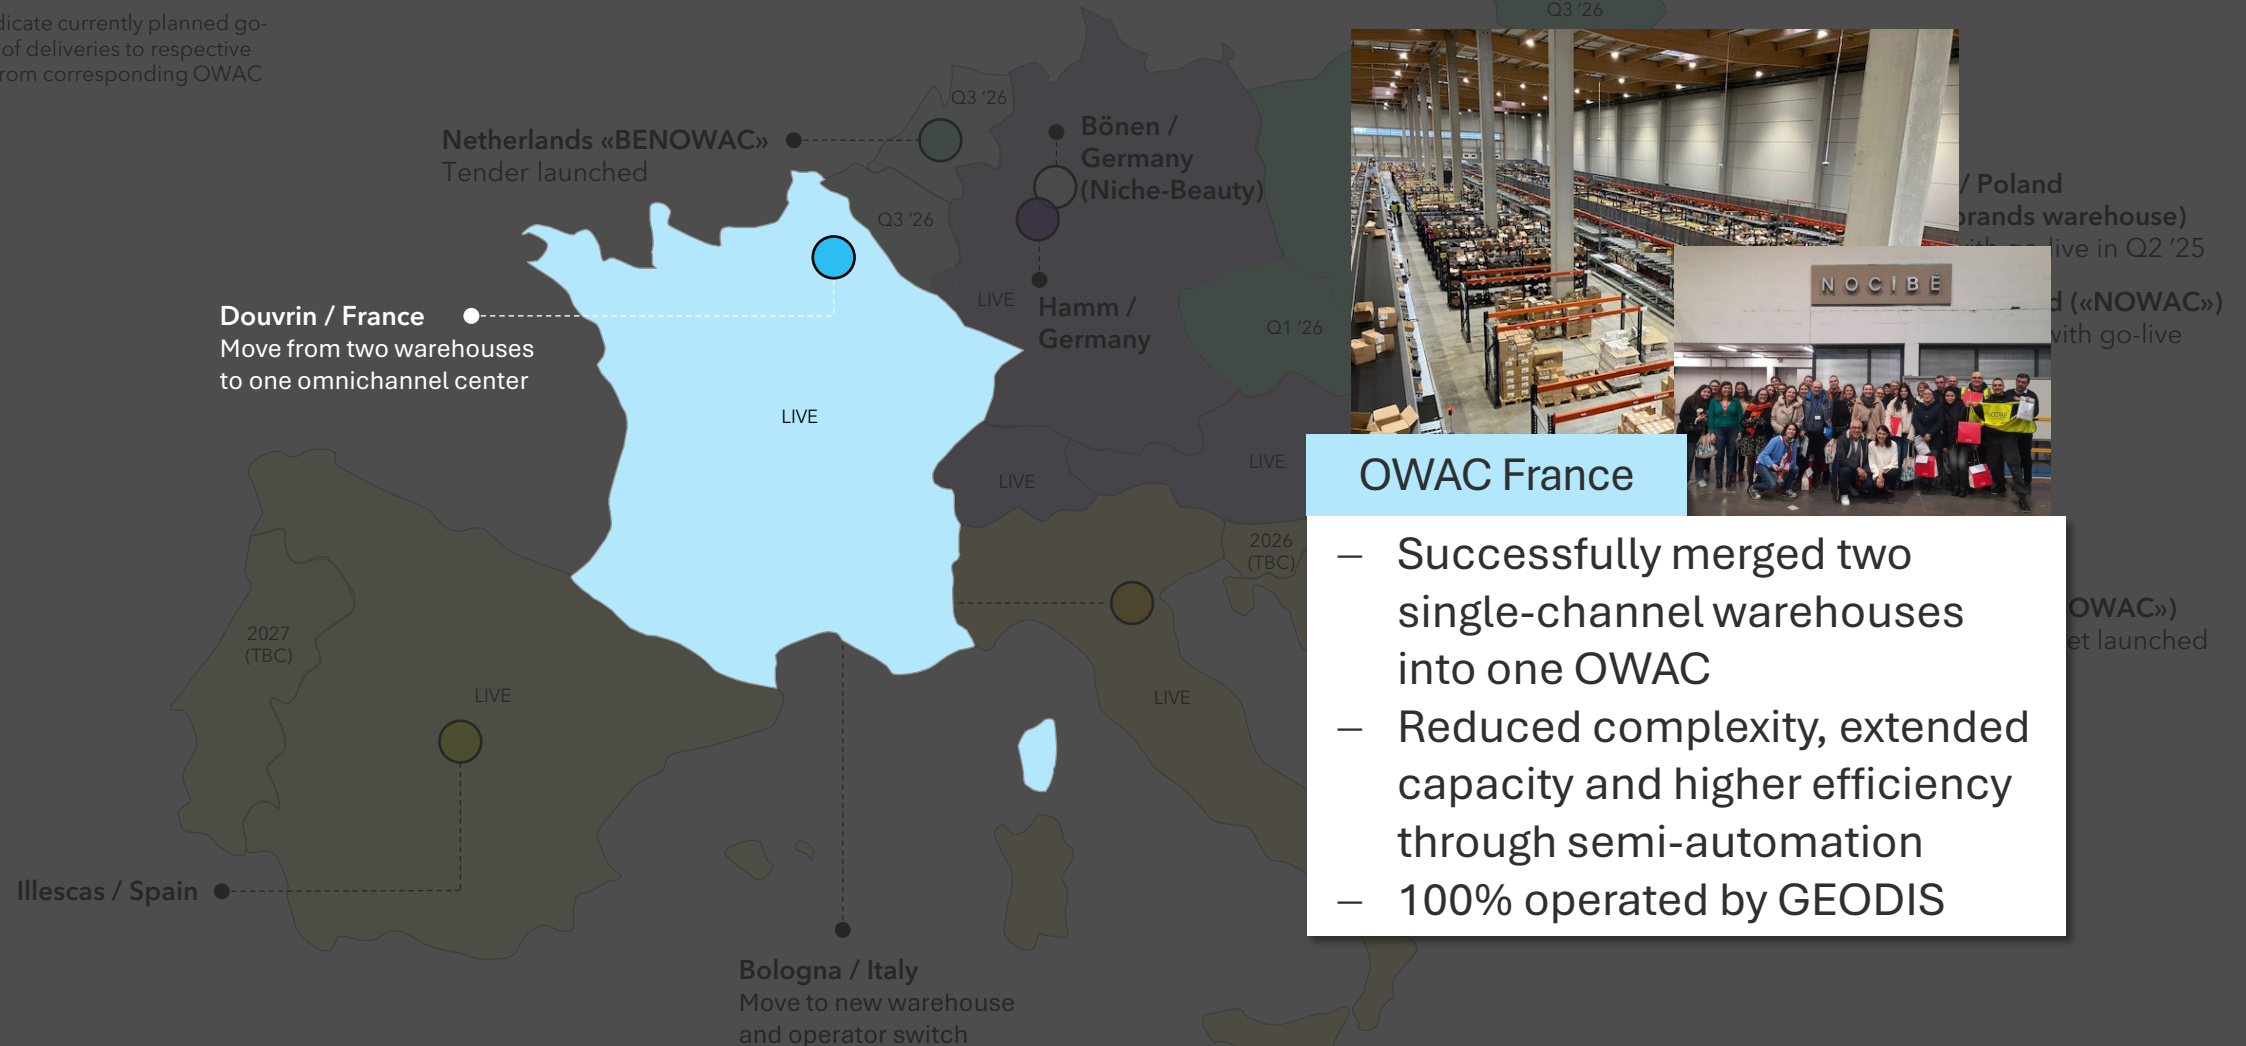 dicate currently planned go-
of deliveries to respective
rom corresponding OWAC
Q3 '26
Q3 '26
Netherlands «BENOWAC»
Tender launched
Bönen /
Germany
(Niche-Beauty)
/ Poland
brands warehouse)
live in Q2 '25
Q3 '26
Douvrin / France
Move from two warehouses
to one omnichannel center
LIVE
Hamm /
Germany
Q1 '26
NOCIBÉ
d («NOWAC»)
with go-live
LIVE
LIVE
LIVE
OWAC France
2026
(TBC)
– Successfully merged two
single-channel warehouses
into one OWAC
– Reduced complexity, extended
capacity and higher efficiency
through semi-automation
– 100% operated by GEODIS
OWAC»)
et launched
2027
(TBC)
LIVE
LIVE
Illescas / Spain
Bologna / Italy
Move to new warehouse
and operator switch